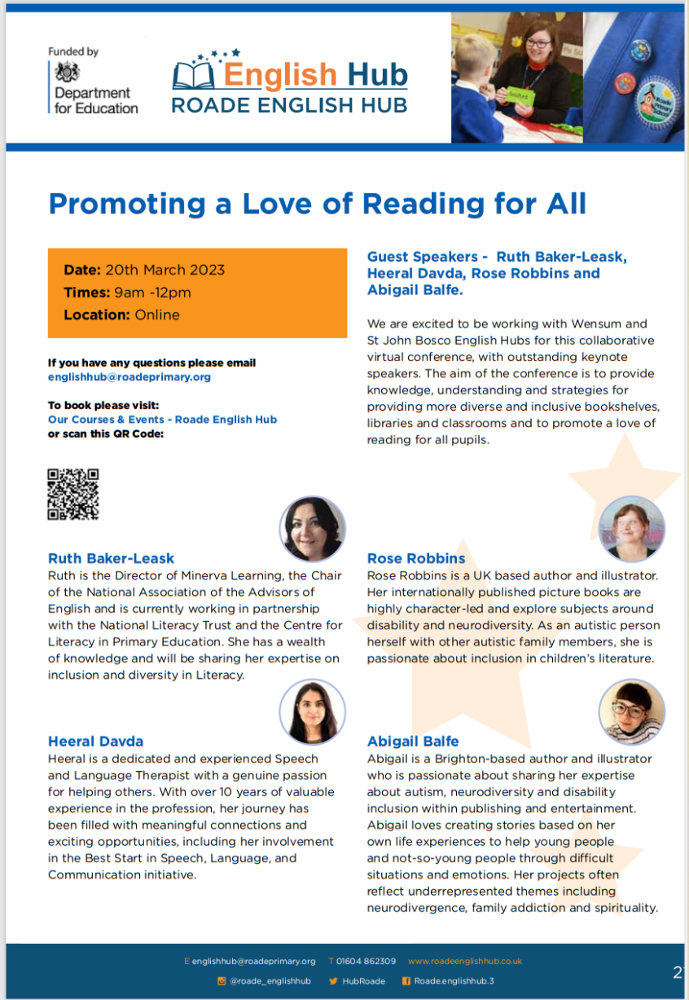 Funded by
Department
for Education
English Hub
ROADE ENGLISH HUB
Promoting a Love of Reading for All
Date: 20th March 2023
Times: 9am -12pm
Location: Online
If you have any questions please email
englishhub@roadeprimary.org
To book please visit:
Our Courses & Events - Roade English Hub
or scan this QR Code:
Guest Speakers - Ruth Baker-Leask,
Heeral Davda, Rose Robbins and
Abigail Balfe.
We are excited to be working with Wensum and
St John Bosco English Hubs for this collaborative
virtual conference, with outstanding keynote
speakers. The aim of the conference is to provide
knowledge, understanding and strategies for
providing more diverse and inclusive bookshelves,
libraries and classrooms and to promote a love of
reading for all pupils.
Ruth Baker-Leask
Ruth is the Director of Minerva Learning, the Chair
of the National Association of the Advisors of
English and is currently working in partnership
with the National Literacy Trust and the Centre for
Literacy in Primary Education. She has a wealth
of knowledge and will be sharing her expertise on
inclusion and diversity in Literacy.
Rose Robbins
Rose Robbins is a UK based author and illustrator.
Her internationally published picture books are
highly character-led and explore subjects around
disability and neurodiversity. As an autistic person
herself with other autistic family members, she is
passionate about inclusion in children's literature.
Heeral Davda
Heeral is a dedicated and experienced Speech
and Language Therapist with a genuine passion
for helping others. With over 10 years of valuable
experience in the profession, her journey has
been filled with meaningful connections and
exciting opportunities, including her involvement
in the Best Start in Speech, Language, and
Communication initiative.
Abigail Balfe
Abigail is a Brighton-based author and illustrator
who is passionate about sharing her expertise
about autism, neurodiversity and disability
inclusion within publishing and entertainment.
Abigail loves creating stories based on her
own life experiences to help young people
and not-so-young people through difficult
situations and emotions. Her projects often
reflect underrepresented themes including
neurodivergence, family addiction and spirituality.
E englishhub@roadeprimary.org T 01604 862309 www.roadeenglishhub.co.uk
@roade_englishhub HubRoade Roade.englishhub.3